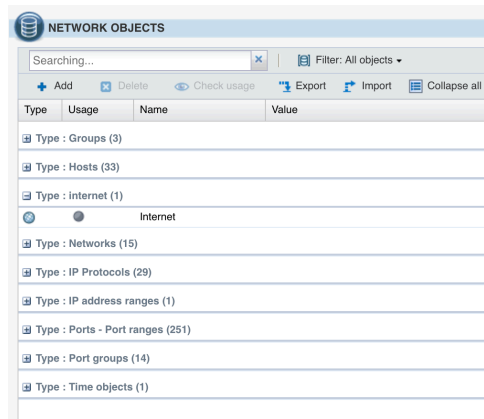 NETWORK OBJECTS
Searching... Filter: All objects
Add Delete Check usage Export Import Collapse all
Type Usage Name Value
Type : Groups (3)
Type : Hosts (33)
Type : internet (1)
Internet
Type : Networks (15)
Type : IP Protocols (29)
Type : IP address ranges (1)
Type : Ports - Port ranges (251)
Type : Port groups (14)
Type : Time objects (1)